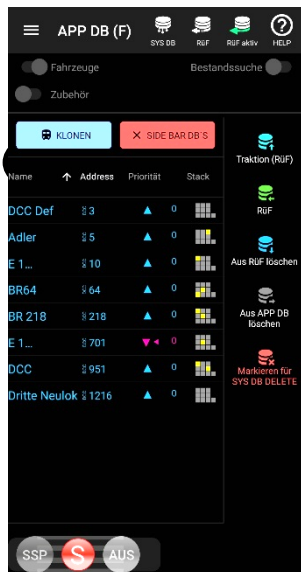 APP DB (F)
SYS DB
RüF
RüF aktiv
HELP
Fahrzeuge
Bestandssuche
Zubehör
KLONEN
SIDE BAR DB'S
Traktion (RüF)
Name
Address
Priorität
Stack
DCC Def
3
0
RüF
Adler
5
0
E 1...
10
0
Aus RüF löschen
BR64
64
0
BR 218
218
0
Aus APP DB
löschen
E 1...
701
0
DCC
951
0
Markieren für
SYS DB DELETE
Dritte Neulok
1216
0
SSP
S
AUS